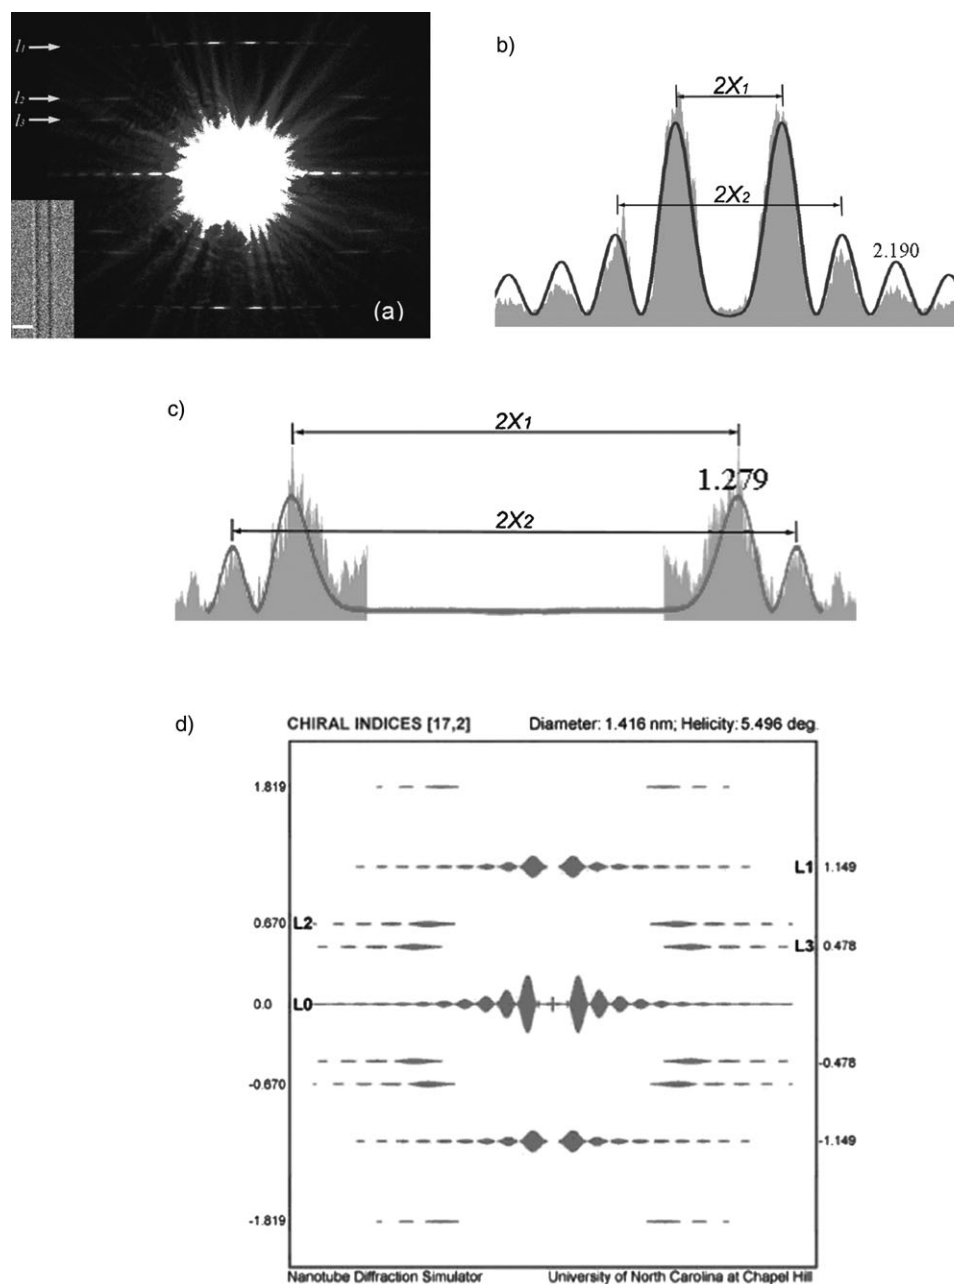 l1
l2
l3
(a)
b)
2X1
2X2
2.190
c)
2X1
1.279
2X2
d)
CHIRAL INDICES [17,2] Diameter: 1.416 nm; Helicity: 5.496 deg.
1.819
L1 1.149
0.670 L2
L3 0.478
0.0 L0
-0.478
-0.670
-1.149
-1.819
Nanotube Diffraction Simulator University of North Carolina at Chapel Hill